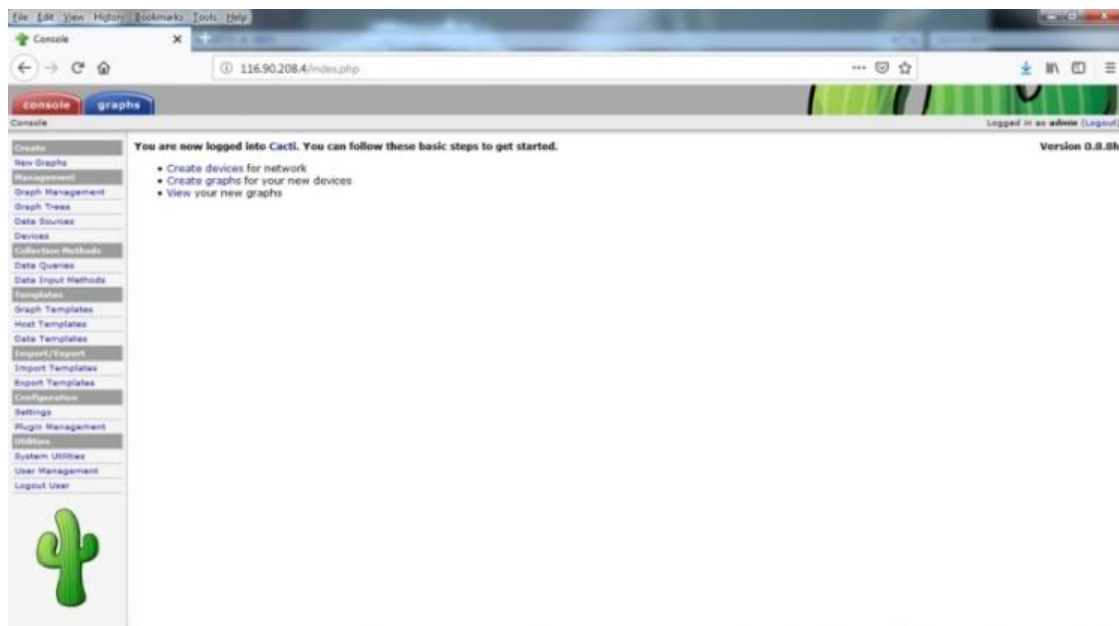 File Edit View History Bookmarks Tools Help
Console
116.90.208.4/index.php
console graphs
Console
Logged in as admin (Logout)
Create
New Graphs
Management
Graph Management
Graph Trees
Data Sources
Devices
Collection Methods
Data Queries
Data Input Methods
Templates
Graph Templates
Host Templates
Data Templates
Import/Export
Import Templates
Export Templates
Configuration
Settings
Plugin Management
Utilities
System Utilities
User Management
Logout User
You are now logged into Cacti. You can follow these basic steps to get started.
Version 0.8.8h
• Create devices for network
• Create graphs for your new devices
• View your new graphs